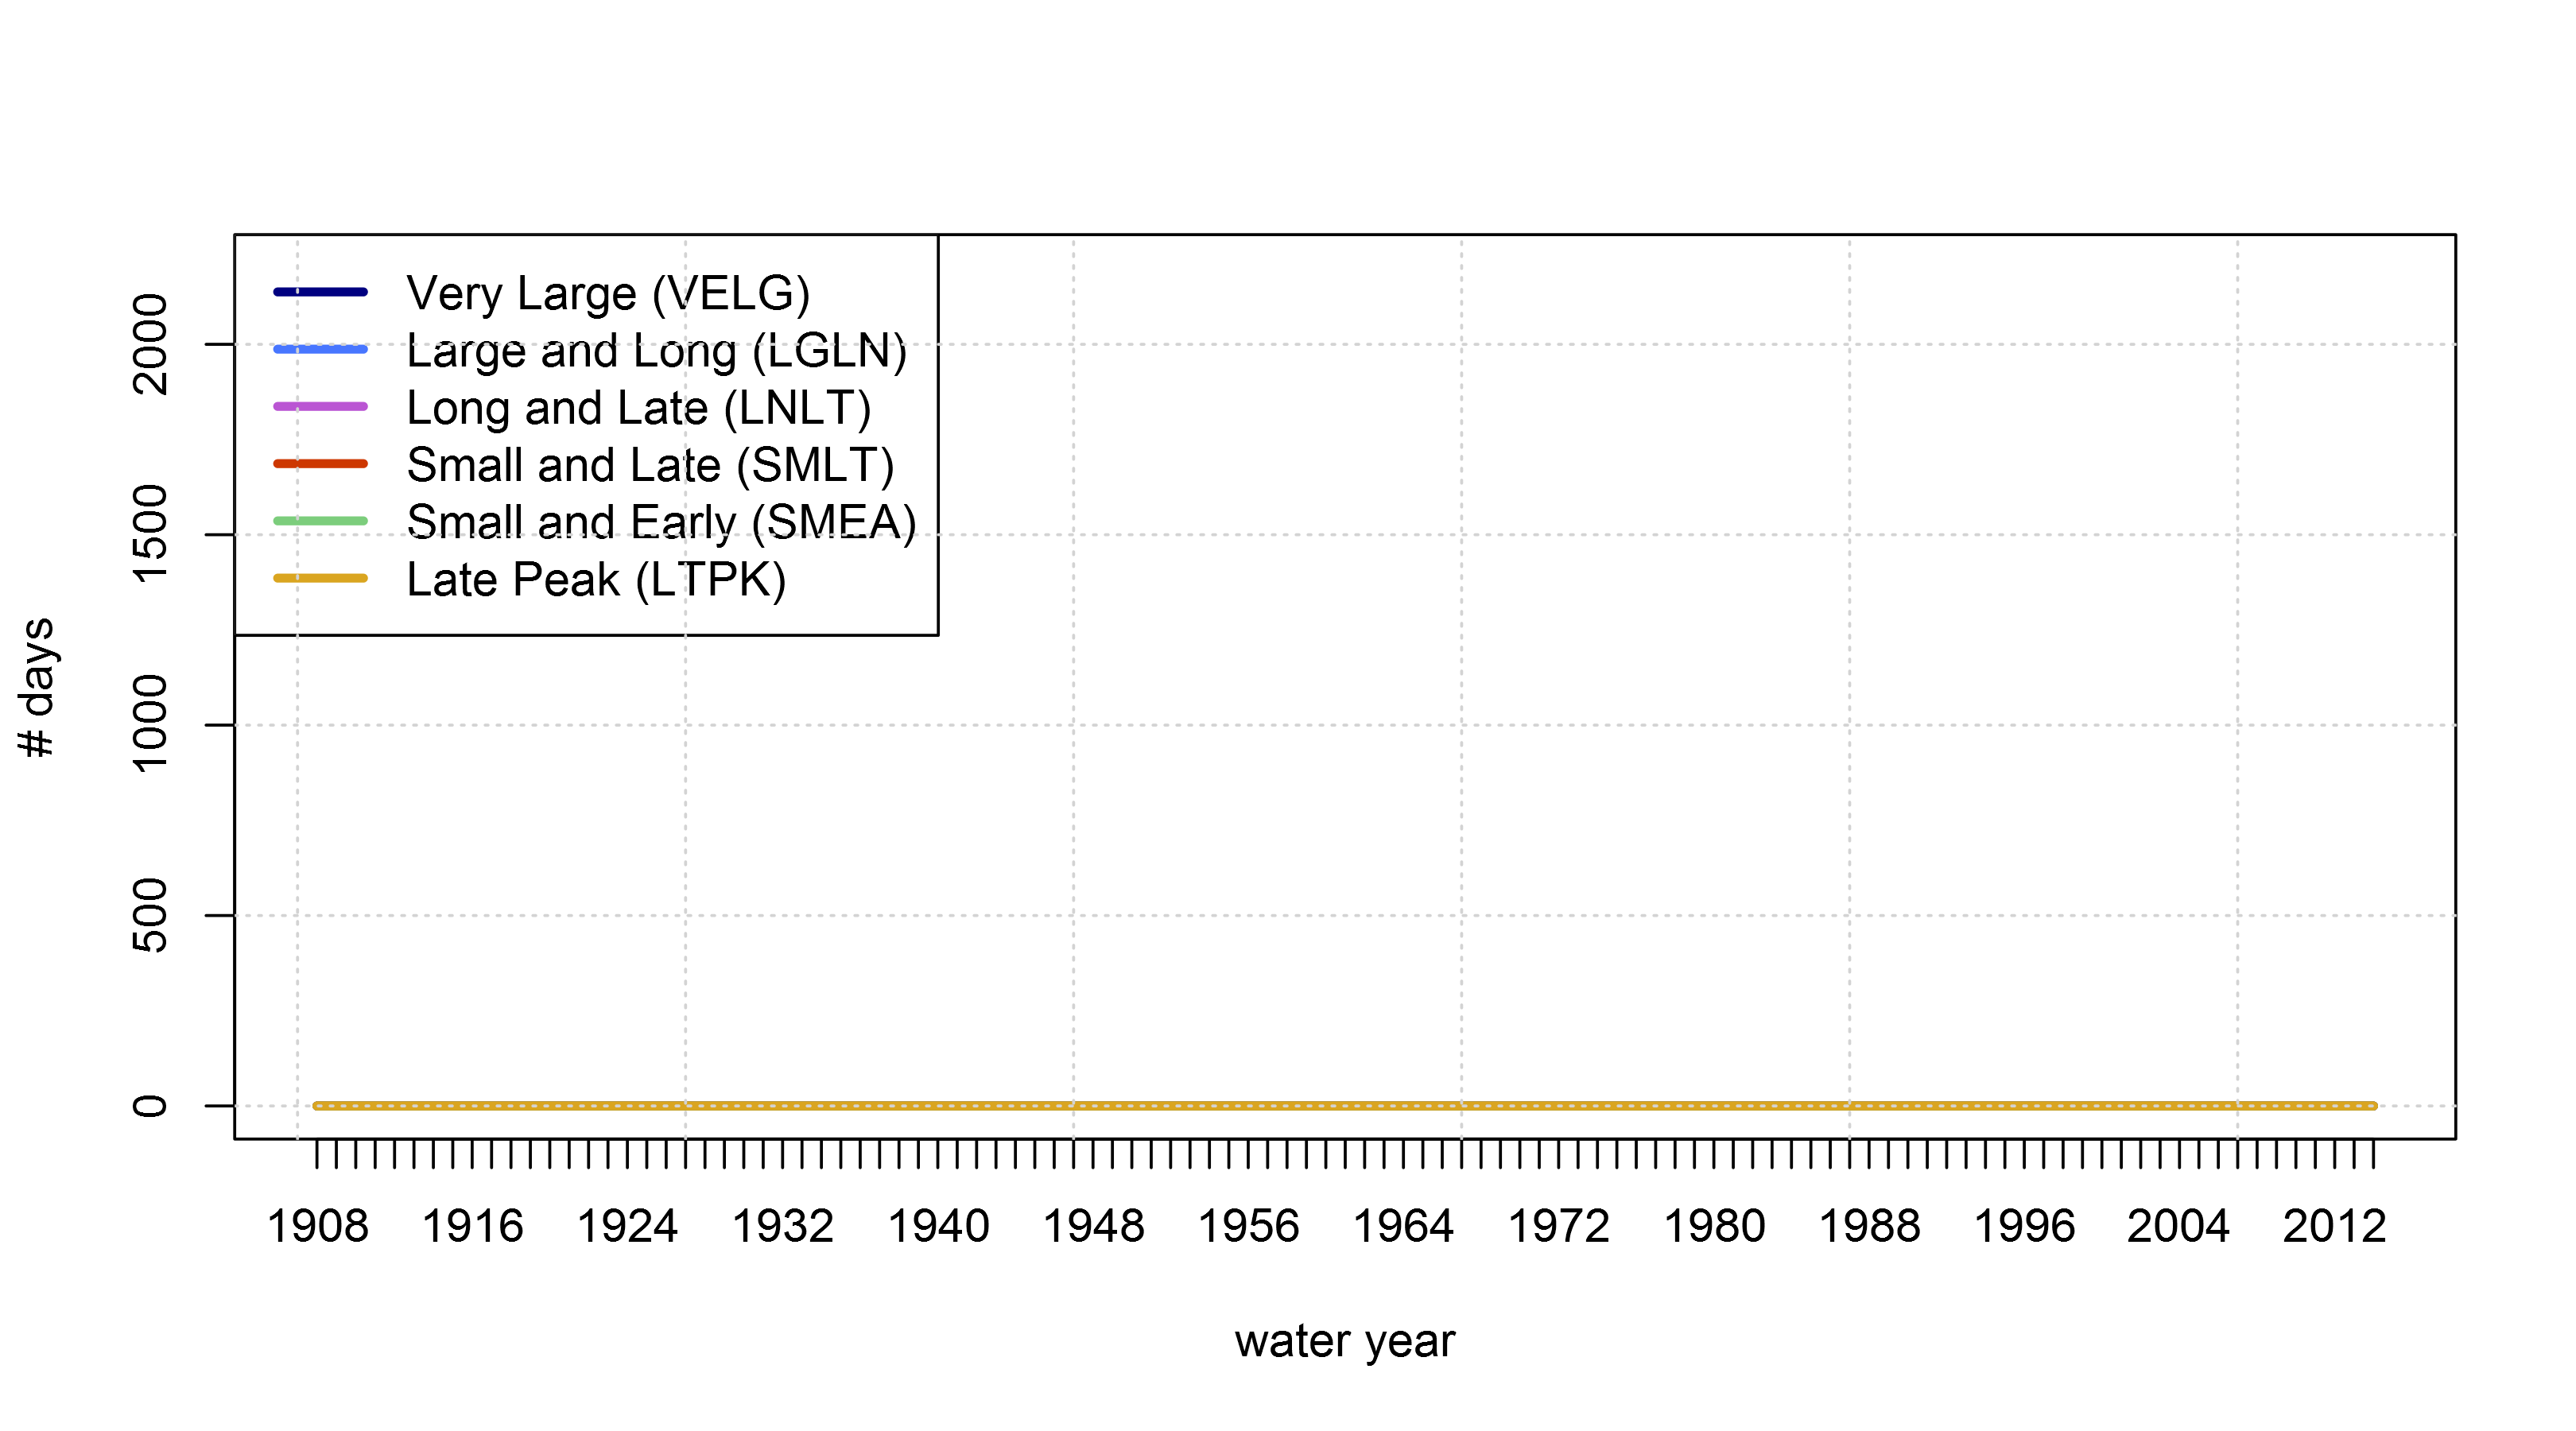 Very Large (VELG)
Large and Long (LGLN)
Long and Late (LNLT)
Small and Late (SMLT)
Small and Early (SMEA)
Late Peak (LTPK)
# days
2000
1500
1000
500
0
1908 1916 1924 1932 1940 1948 1956 1964 1972 1980 1988 1996 2004 2012
water year